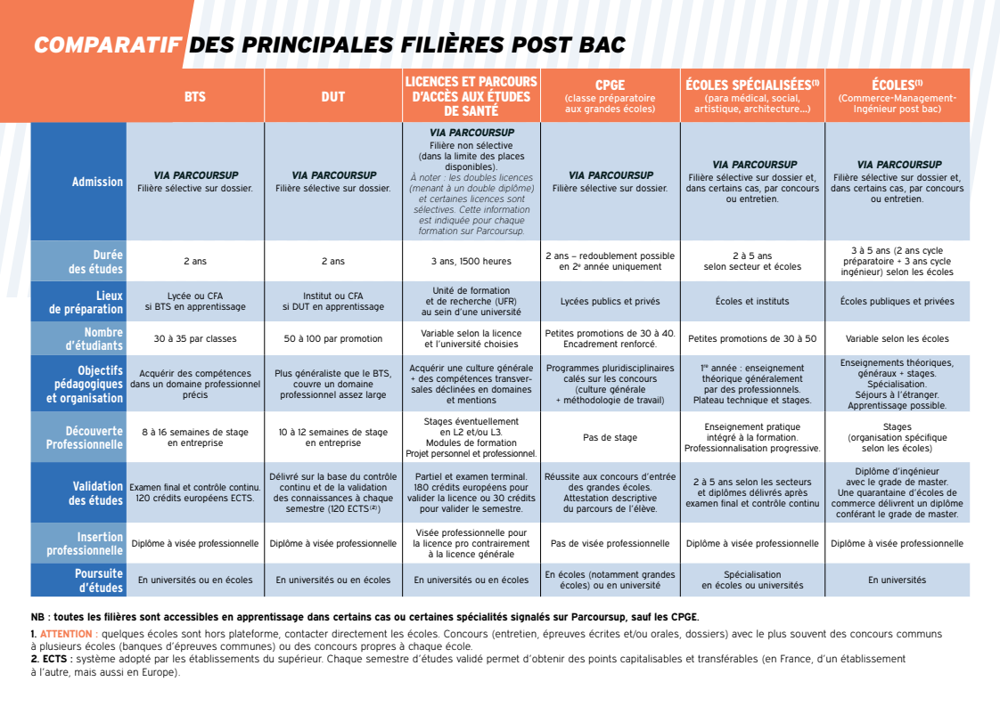 COMPARATIF DES PRINCIPALES FILIÈRES POST BAC
BTS
DUT
LICENCES ET PARCOURS
D'ACCÈS AUX ÉTUDES
DE SANTÉ
CPGE
(classe préparatoire
aux grandes écoles)
ÉCOLES SPÉCIALISÉES(1)
(para médical, social,
artistique, architecture...)
ÉCOLES(1)
(Commerce-Management-
Ingénieur post bac)
Admission
VIA PARCOURSUP
Filière sélective sur dossier.
VIA PARCOURSUP
Filière sélective sur dossier.
VIA PARCOURSUP
Filière non sélective
(dans la limite des places
disponibles).
À noter : les doubles licences
(menant à un double diplôme)
et certaines licences sont
sélectives. Cette information
est indiquée pour chaque
formation sur Parcoursup.
VIA PARCOURSUP
Filière sélective sur dossier.
VIA PARCOURSUP
Filière sélective sur dossier et,
dans certains cas, par concours
ou entretien.
VIA PARCOURSUP
Filière sélective sur dossier et,
dans certains cas, par concours
ou entretien.
Durée
des études
2 ans
2 ans
3 ans, 1500 heures
2 ans – redoublement possible
en 2e année uniquement
2 à 5 ans
selon secteur et écoles
3 à 5 ans (2 ans cycle
préparatoire + 3 ans cycle
ingénieur) selon les écoles
Lieux
de préparation
Lycée ou CFA
si BTS en apprentissage
Institut ou CFA
si DUT en apprentissage
Unité de formation
et de recherche (UFR)
au sein d'une université
Lycées publics et privés
Écoles et instituts
Écoles publiques et privées
Nombre
d'étudiants
30 à 35 par classes
50 à 100 par promotion
Variable selon la licence
et l'université choisies
Petites promotions de 30 à 40.
Encadrement renforcé.
Petites promotions de 30 à 50
Variable selon les écoles
Objectifs
pédagogiques
et organisation
Acquérir des compétences
dans un domaine professionnel
précis
Plus généraliste que le BTS,
couvre un domaine
professionnel assez large
Acquérir une culture générale
+ des compétences transver-
sales déclinées en domaines
et mentions
Programmes pluridisciplinaires
calés sur les concours
(culture générale
+ méthodologie de travail)
1re année : enseignement
théorique généralement
par des professionnels.
Plateau technique et stages.
Enseignements théoriques,
généraux + stages.
Spécialisation.
Séjours à l'étranger.
Apprentissage possible.
Découverte
Professionnelle
8 à 16 semaines de stage
en entreprise
10 à 12 semaines de stage
en entreprise
Stages éventuellement
en L2 et/ou L3.
Modules de formation
Projet personnel et professionnel.
Pas de stage
Enseignement pratique
intégré à la formation.
Professionnalisation progressive.
Stages
(organisation spécifique
selon les écoles)
Validation
des études
Examen final et contrôle continu.
120 crédits européens ECTS.
Délivré sur la base du contrôle
continu et de la validation
des connaissances à chaque
semestre (120 ECTS(2))
Partiel et examen terminal.
180 crédits européens pour
valider la licence ou 30 crédits
pour valider le semestre.
Réussite aux concours d'entrée
des grandes écoles.
Attestation descriptive
du parcours de l'élève.
2 à 5 ans selon les secteurs
et diplômes délivrés après
examen final et contrôle continu
Diplôme d'ingénieur
avec le grade de master.
Une quarantaine d'écoles de
commerce délivrent un diplôme
conférant le grade de master.
Insertion
professionnelle
Diplôme à visée professionnelle
Diplôme à visée professionnelle
Visée professionnelle pour
la licence pro contrairement
à la licence générale
Pas de visée professionnelle
Diplôme à visée professionnelle
Diplôme à visée professionnelle
Poursuite
d'études
En universités ou en écoles
En universités ou en écoles
En universités ou en écoles
En écoles (notamment grandes
écoles) ou en université
Spécialisation
en écoles ou universités
En universités
NB : toutes les filières sont accessibles en apprentissage dans certains cas ou certaines spécialités signalés sur Parcoursup, sauf les CPGE.
1. ATTENTION : quelques écoles sont hors plateforme, contacter directement les écoles. Concours (entretien, épreuves écrites et/ou orales, dossiers) avec le plus souvent des concours communs
à plusieurs écoles (banques d'épreuves communes) ou des concours propres à chaque école.
2. ECTS : système adopté par les établissements du supérieur. Chaque semestre d'études validé permet d'obtenir des points capitalisables et transférables (en France, d'un établissement
à l'autre, mais aussi en Europe).